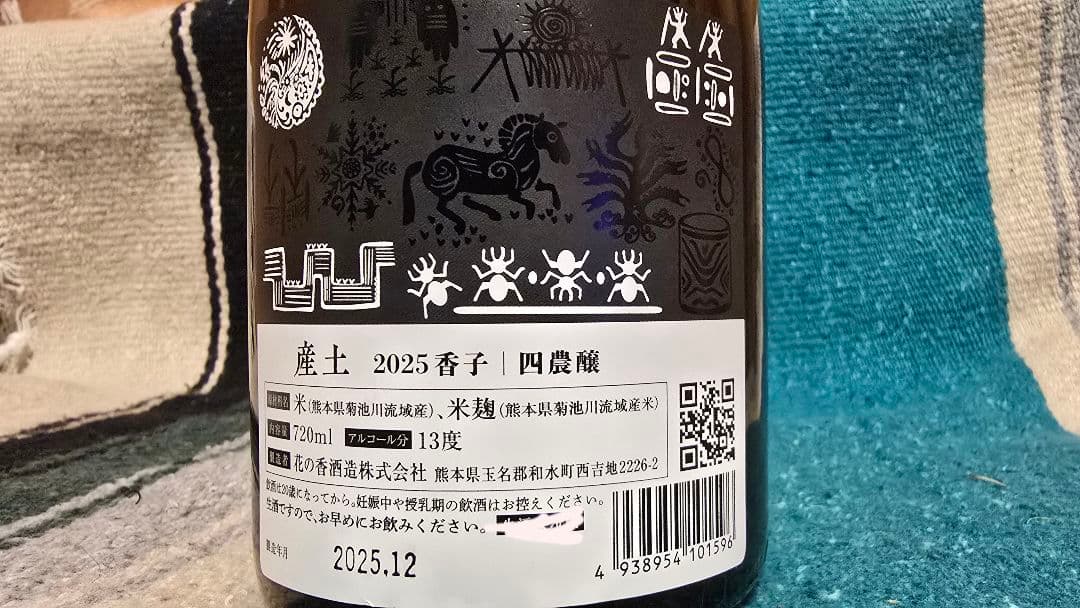 産土 2025香子｜四農醸
原材料名 米(熊本県菊池川流域産)、米麹(熊本県菊池川流域産米)
内容量 720ml アルコール分 13度
製造者 花の香酒造株式会社 熊本県玉名郡和水町西吉地2226-2
飲酒は20歳になってから。妊娠中や授乳期の飲酒はお控えください。
生酒ですので、お早めにお飲みください。
製造年月 2025.12
4 938954 101596